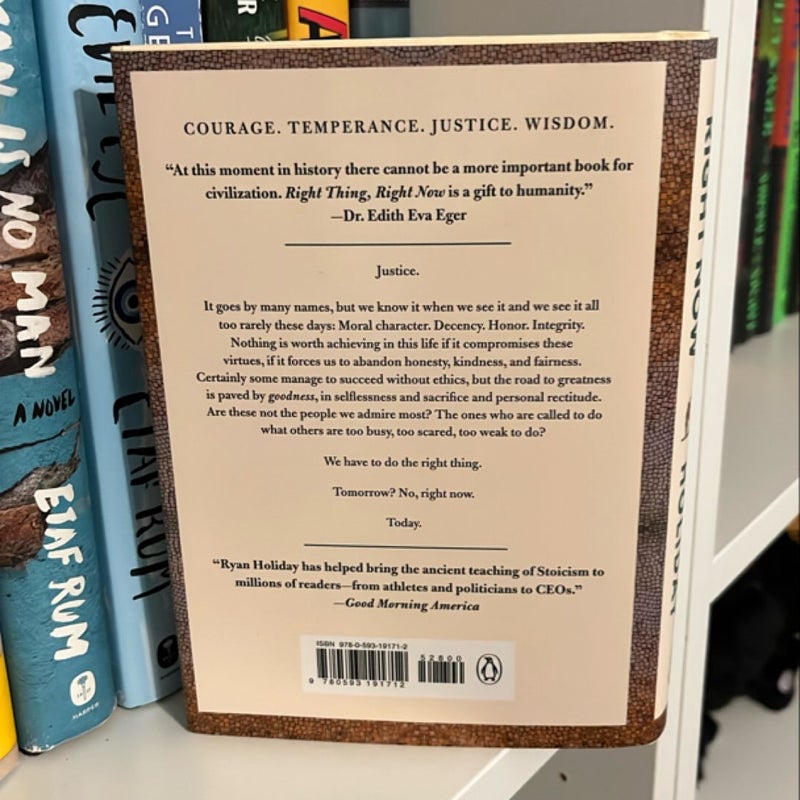 COURAGE. TEMPERANCE. JUSTICE. WISDOM.
“At this moment in history there cannot be a more important book for
civilization. Right Thing, Right Now is a gift to humanity.”
—Dr. Edith Eva Eger
Justice.
It goes by many names, but we know it when we see it and we see it all
too rarely these days: Moral character. Decency. Honor. Integrity.
Nothing is worth achieving in this life if it compromises these
virtues, if it forces us to abandon honesty, kindness, and fairness.
Certainly some manage to succeed without ethics, but the road to greatness
is paved by goodness, in selflessness and sacrifice and personal rectitude.
Are these not the people we admire most? The ones who are called to do
what others are too busy, too scared, too weak to do?
We have to do the right thing.
Tomorrow? No, right now.
Today.
“Ryan Holiday has helped bring the ancient teaching of Stoicism to
millions of readers—from athletes and politicians to CEOs.”
—Good Morning America
ISBN 978-0-593-19171-2
52800
9 780593 191712
IS NO MAN
A NOVEL
ETAF RUM
HARPER
EVIL EYE
ETAF RUM
RIGHT NOW
HOLIDAY